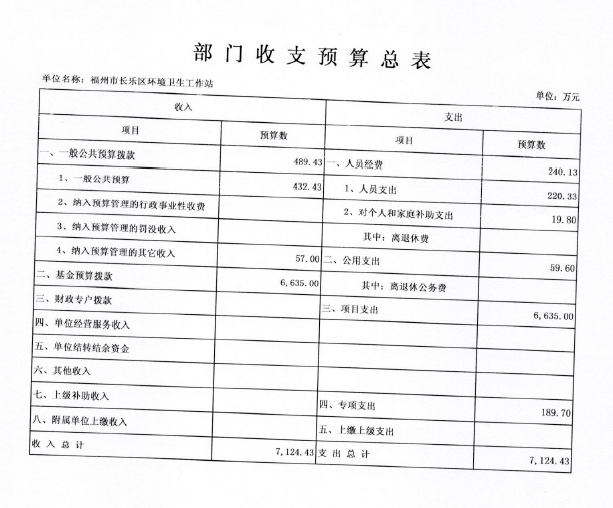 部门收支预算总表
单位名称：福州市长乐区环境卫生工作站 单位：万元
收入 支出
项目 预算数 项目 预算数
一、一般公共预算拨款 489.43 一、人员经费 240.13
1、一般公共预算 432.43 1、人员支出 220.33
2、纳入预算管理的行政事业性收费 2、对个人和家庭补助支出 19.80
3、纳入预算管理的罚没收入 其中：离退休费
4、纳入预算管理的其它收入 57.00 二、公用支出 59.60
二、基金预算拨款 6,635.00 其中：离退休公务费
三、财政专户拨款 三、项目支出 6,635.00
四、单位经营服务收入
五、单位结转结余资金
六、其他收入
七、上级补助收入 四、专项支出 189.70
八、附属单位上缴收入 五、上缴上级支出
收入总计 7,124.43 支出总计 7,124.43